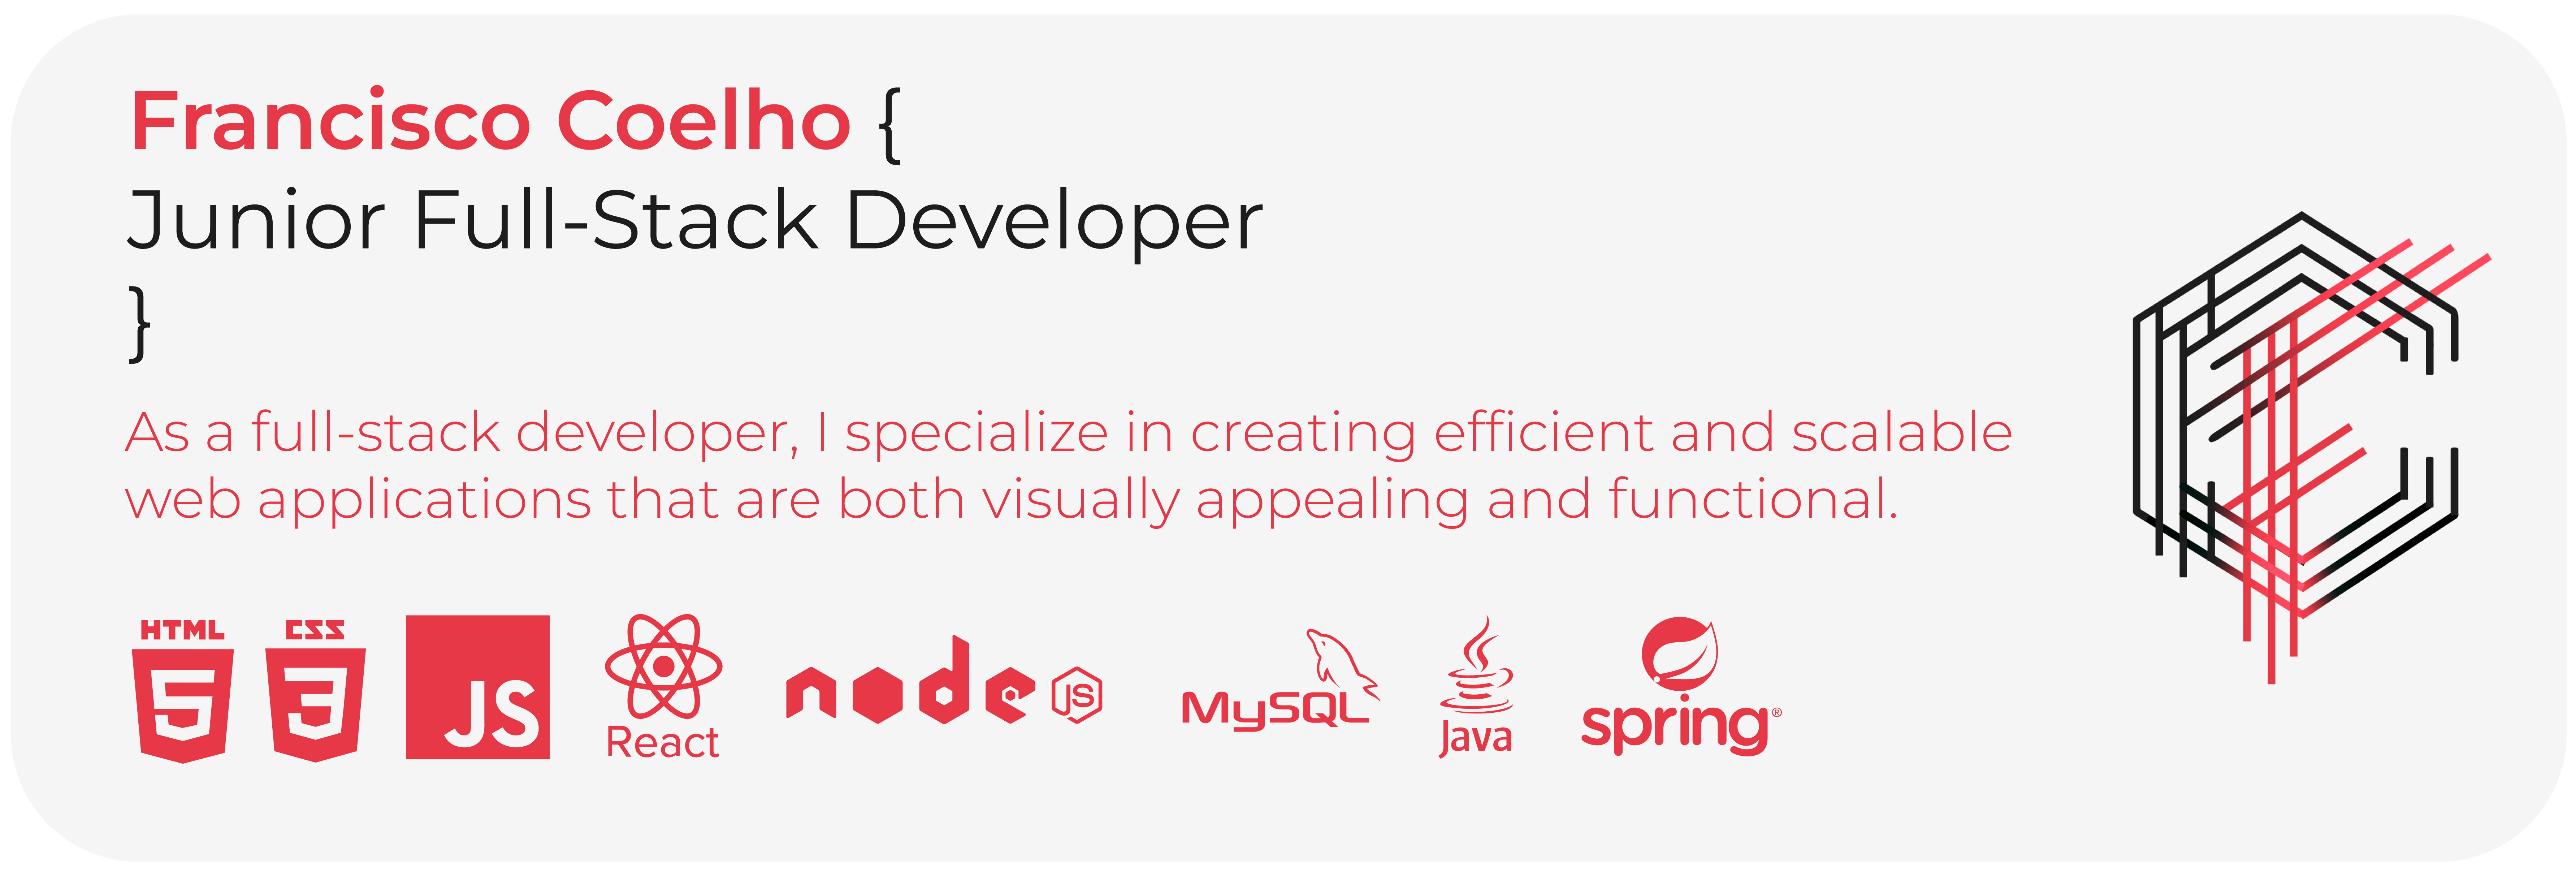 Francisco Coelho {
Junior Full-Stack Developer
}
As a full-stack developer, I specialize in creating efficient and scalable
web applications that are both visually appealing and functional.
HTML CSS
5 3 JS React node JS MySQL Java spring®